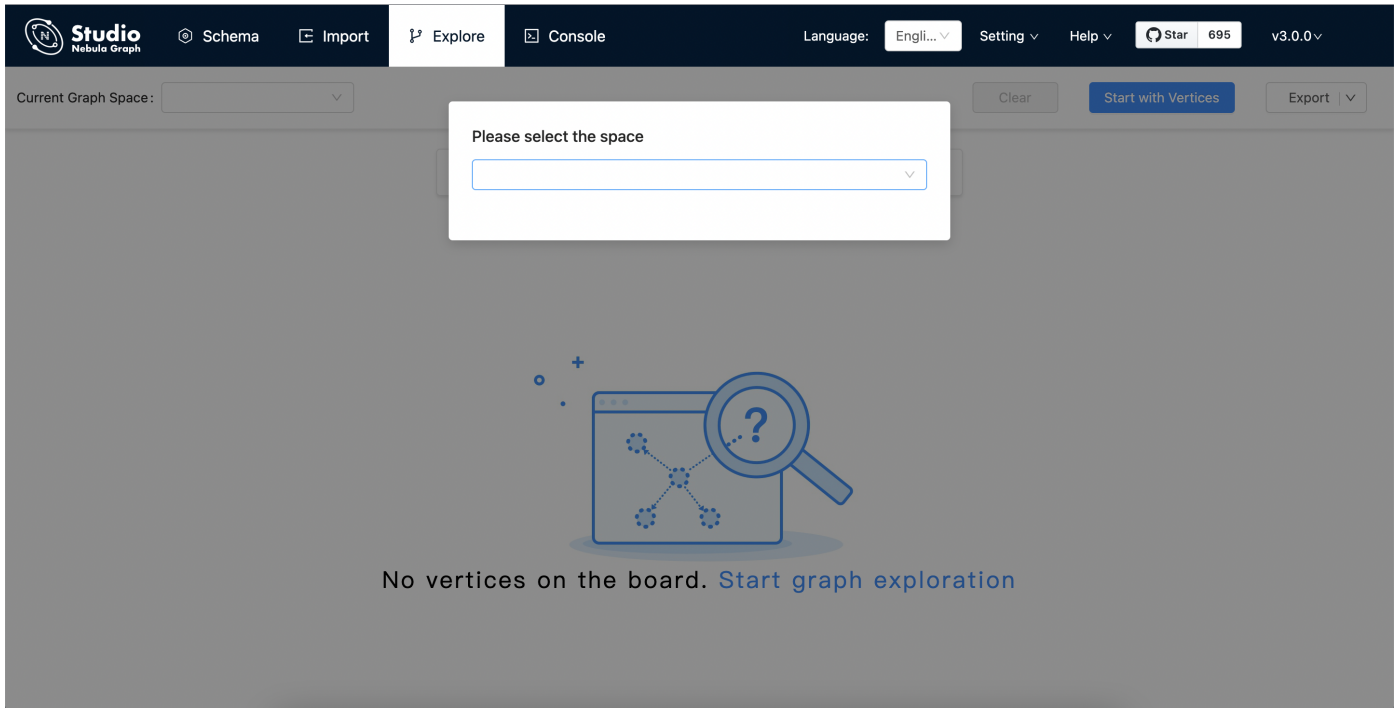 Studio
Nebula Graph
Schema
Import
Explore
Console
Language:
Engli...
Setting
Help
Star
695
v3.0.0
Current Graph Space:
Clear
Start with Vertices
Export
Please select the space
?
No vertices on the board. Start graph exploration